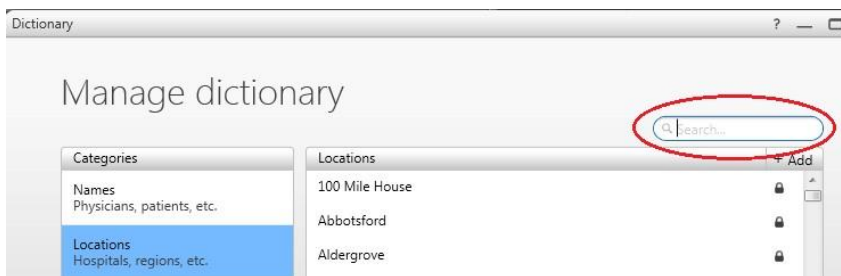 Dictionary ?
Manage dictionary
Search...
Categories
Locations
+ Add
Names
Physicians, patients, etc.
Locations
Hospitals, regions, etc.
100 Mile House
Abbotsford
Aldergrove